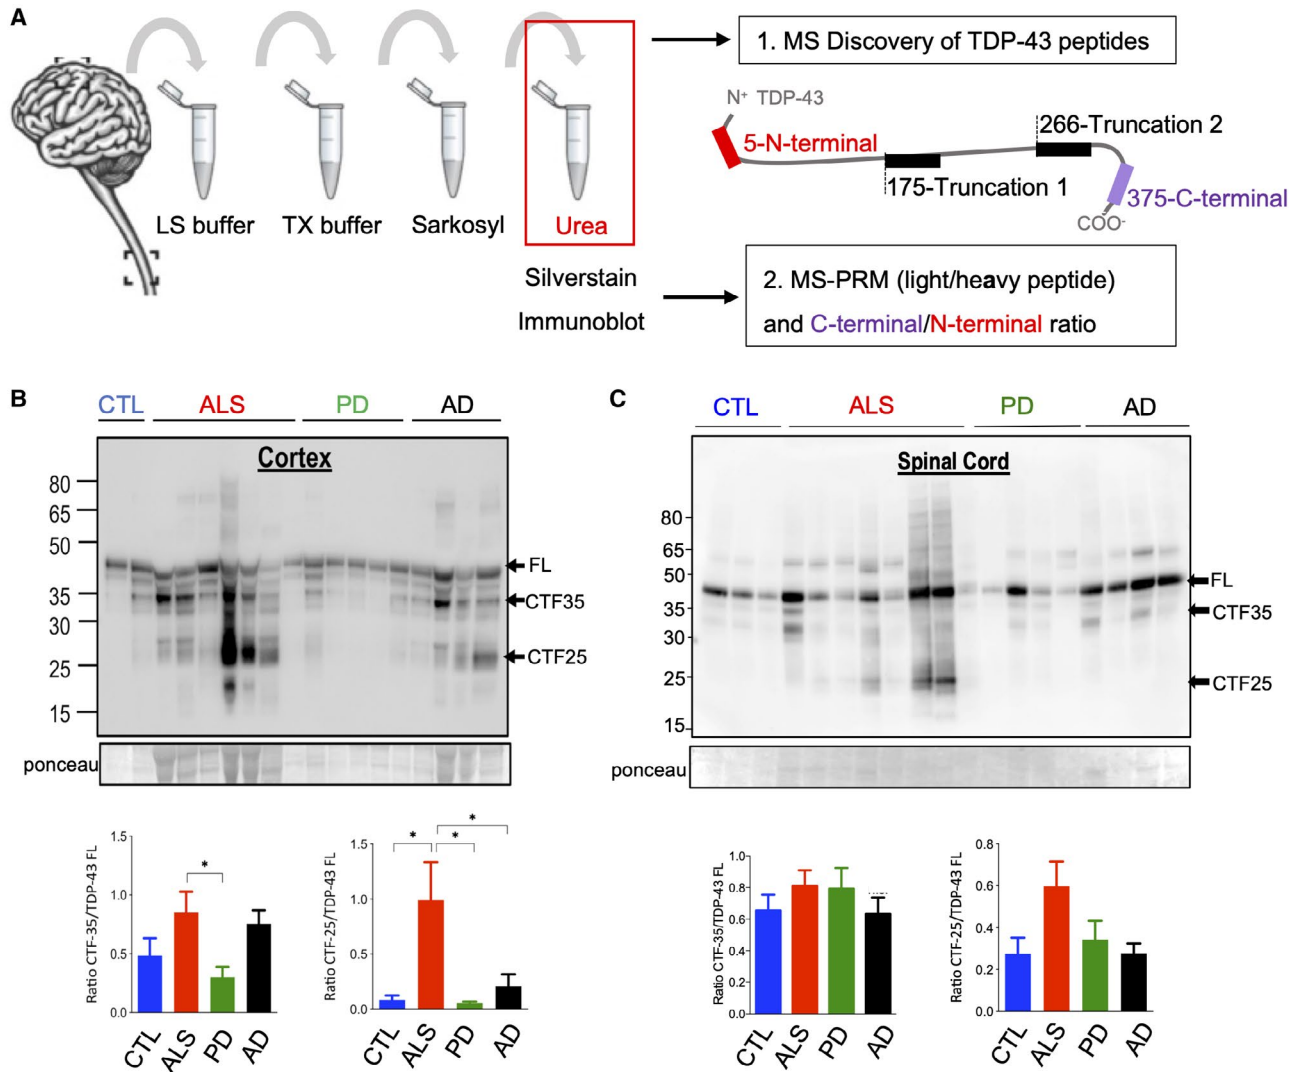 A
LS buffer
TX buffer
Sarkosyl
Urea
Silverstain
Immunoblot
1. MS Discovery of TDP-43 peptides
N+ TDP-43
5-N-terminal
175-Truncation 1
266-Truncation 2
375-C-terminal
COO-
2. MS-PRM (light/heavy peptide)
and C-terminal/N-terminal ratio
B
CTL
ALS
PD
AD
Cortex
80
65
50
35
30
25
15
FL
CTF35
CTF25
ponceau
Ratio CTF-35/TDP-43 FL
1.5
1.0
0.5
0.0
*
CTL
ALS
PD
AD
Ratio CTF-25/TDP-43 FL
1.5
1.0
0.5
0.0
*
*
*
CTL
ALS
PD
AD
C
CTL
ALS
PD
AD
Spinal Cord
80
65
50
35
30
25
15
FL
CTF35
CTF25
ponceau
Ratio CTF-35/TDP-43 FL
1.0
0.8
0.6
0.4
0.2
0.0
CTL
ALS
PD
AD
Ratio CTF-25/TDP-43 FL
0.8
0.6
0.4
0.2
0.0
CTL
ALS
PD
AD